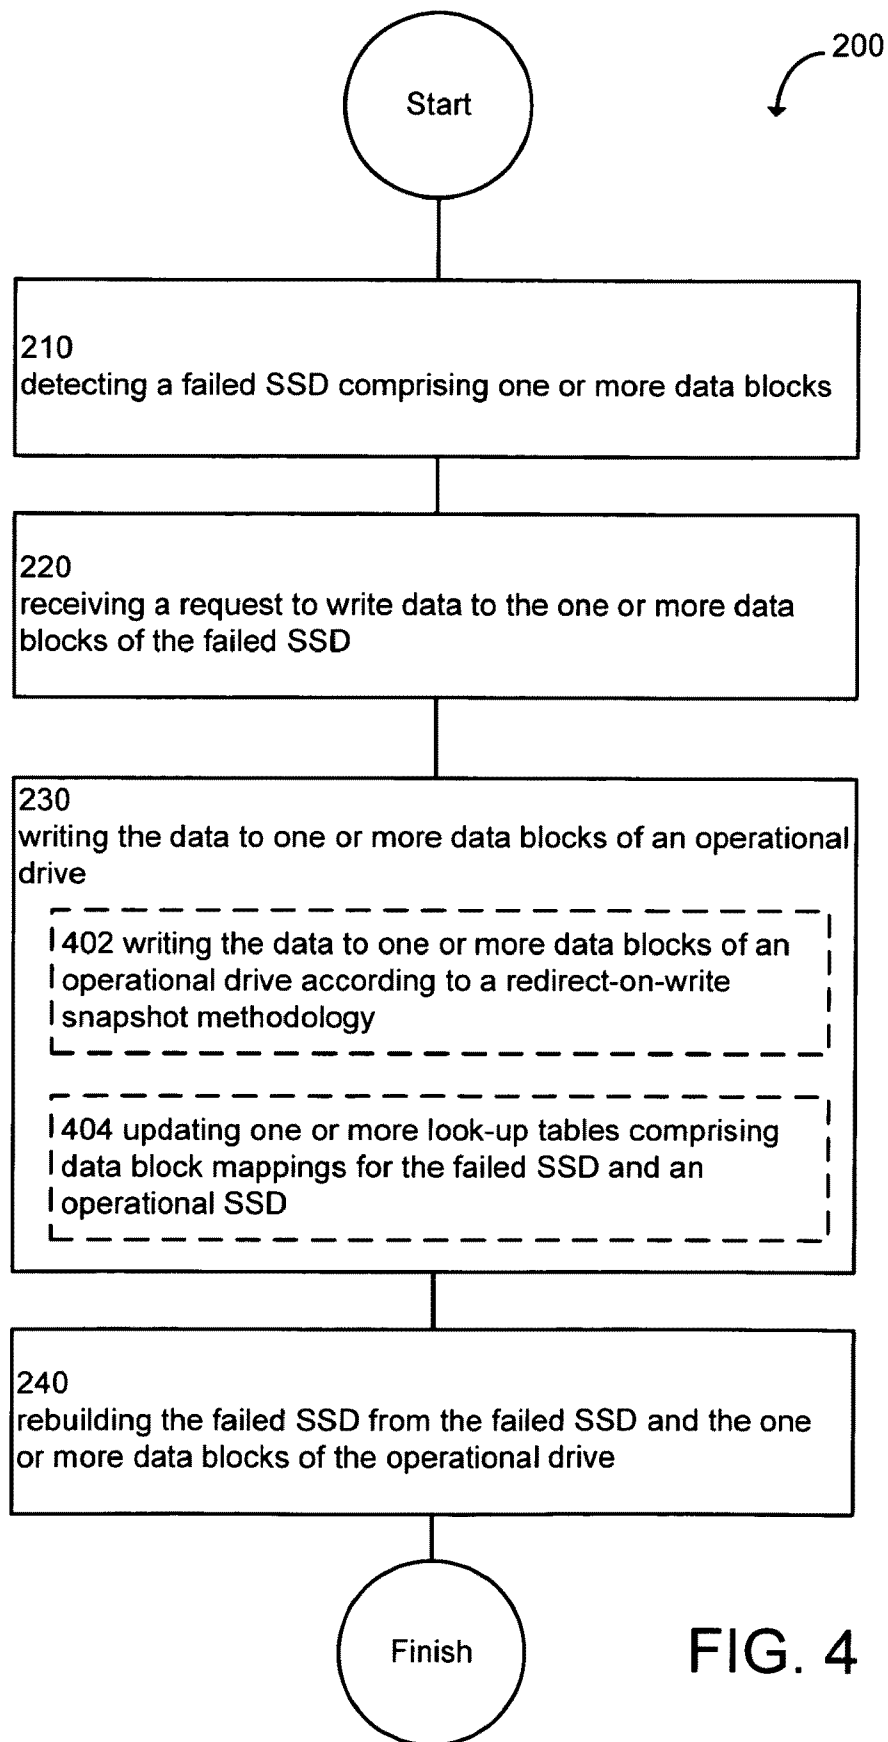 200
Start
210
detecting a failed SSD comprising one or more data blocks
220
receiving a request to write data to the one or more data
blocks of the failed SSD
230
writing the data to one or more data blocks of an operational
drive
402 writing the data to one or more data blocks of an
operational drive according to a redirect-on-write
snapshot methodology
404 updating one or more look-up tables comprising
data block mappings for the failed SSD and an
operational SSD
240
rebuilding the failed SSD from the failed SSD and the one
or more data blocks of the operational drive
Finish
FIG. 4